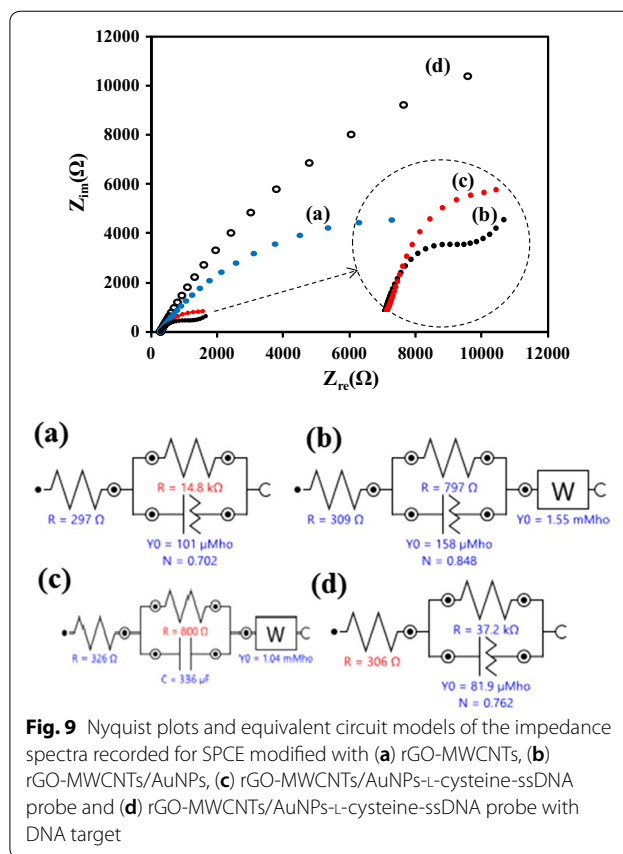 12000
10000
8000
6000
4000
2000
0
Z_im(Ω)
(d)
(a)
(c)
(b)
0 2000 4000 6000 8000 10000 12000
Z_re(Ω)
(a)
R = 297 Ω
R = 14.8 kΩ
Y0 = 101 µMho
N = 0.702
(b)
R = 309 Ω
R = 797 Ω
Y0 = 158 µMho
N = 0.848
W
Y0 = 1.55 mMho
(c)
R = 326 Ω
R = 800 Ω
C = 336 µF
W
Y0 = 1.04 mMho
(d)
R = 306 Ω
R = 37.2 kΩ
Y0 = 81.9 µMho
N = 0.762
Fig. 9 Nyquist plots and equivalent circuit models of the impedance
spectra recorded for SPCE modified with (a) rGO-MWCNTs, (b)
rGO-MWCNTs/AuNPs, (c) rGO-MWCNTs/AuNPs-L-cysteine-ssDNA
probe and (d) rGO-MWCNTs/AuNPs-L-cysteine-ssDNA probe with
DNA target